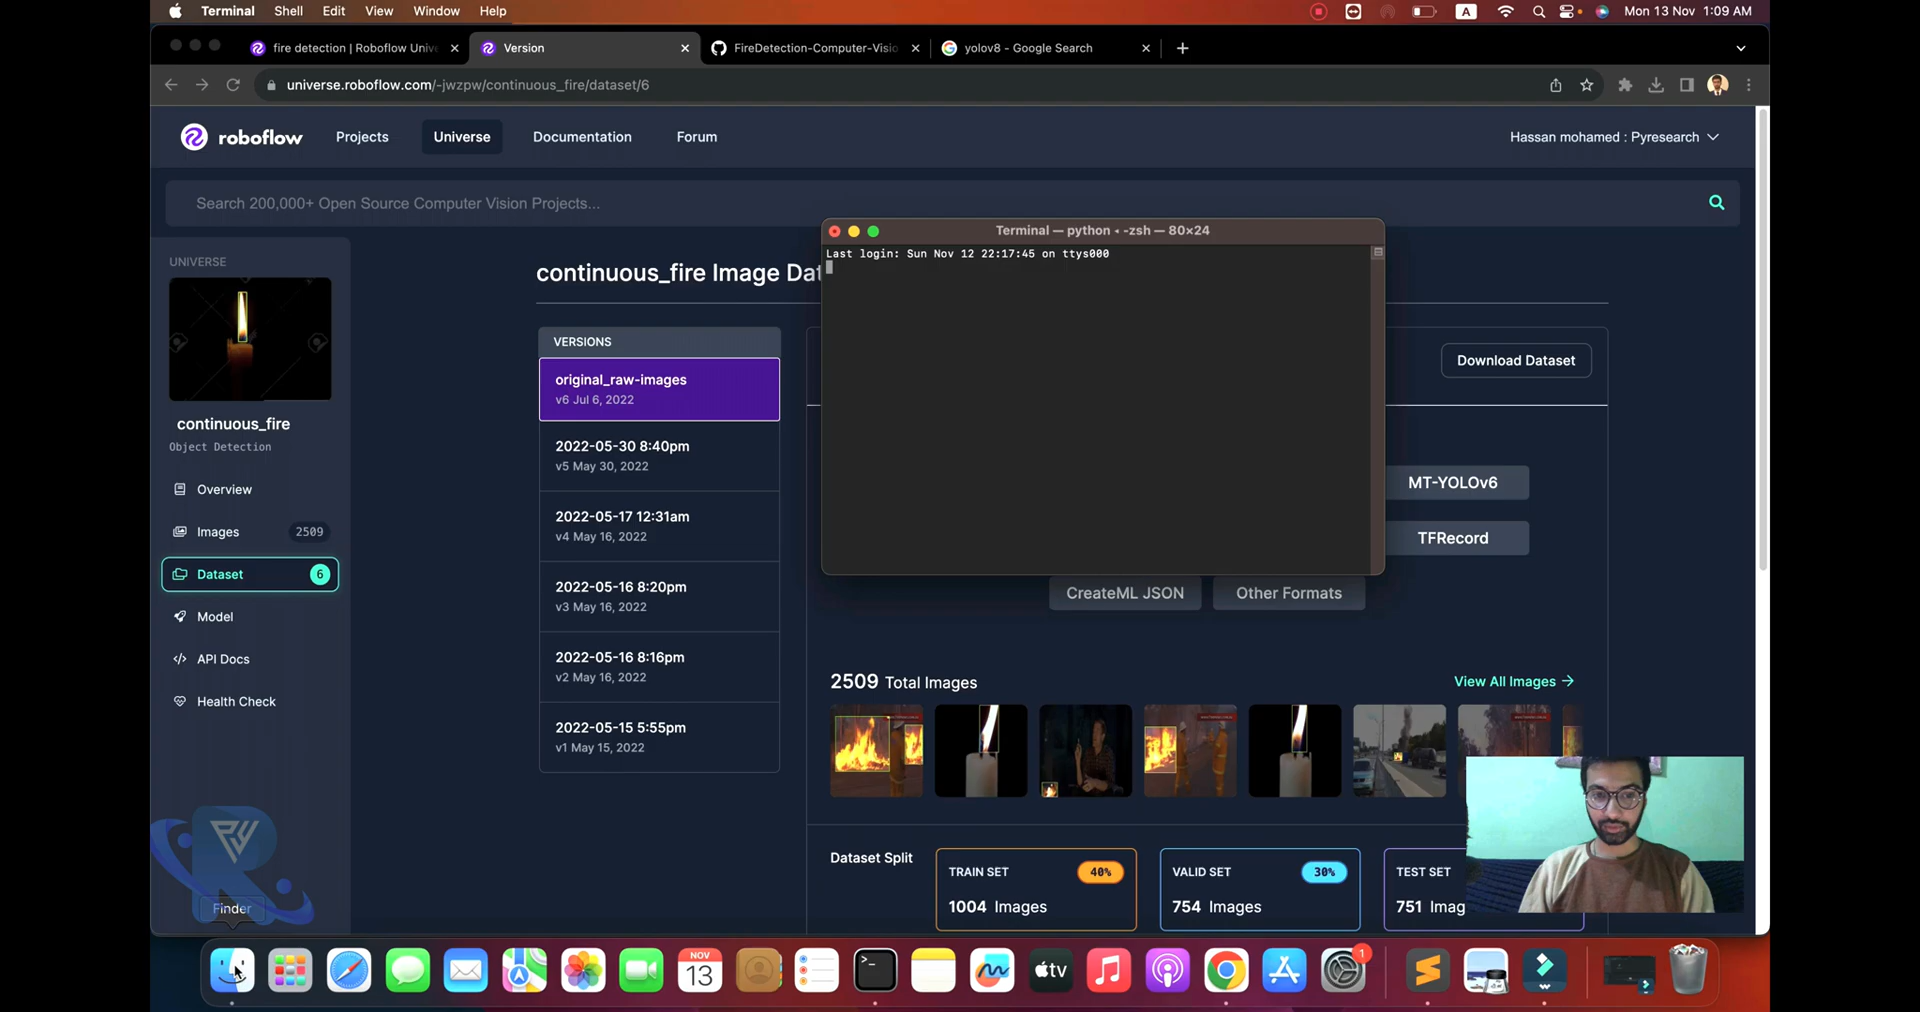 Terminal Shell Edit View Window Help
A Mon 13 Nov 1:09 AM
fire detection | Roboflow Unive
Version
FireDetection-Computer-Visio
yolov8 - Google Search
universe.roboflow.com/-jwzpw/continuous_fire/dataset/6
roboflow Projects Universe Documentation Forum
Hassan mohamed : Pyresearch
Search 200,000+ Open Source Computer Vision Projects...
Terminal — python ◂ -zsh — 80×24
Last login: Sun Nov 12 22:17:45 on ttys000
UNIVERSE
continuous_fire
Object Detection
Overview
Images 2509
Dataset 6
Model
API Docs
Health Check
Finder
continuous_fire Image Dat
VERSIONS
original_raw-images
v6 Jul 6, 2022
2022-05-30 8:40pm
v5 May 30, 2022
2022-05-17 12:31am
v4 May 16, 2022
2022-05-16 8:20pm
v3 May 16, 2022
2022-05-16 8:16pm
v2 May 16, 2022
2022-05-15 5:55pm
v1 May 15, 2022
Download Dataset
MT-YOLOv6
TFRecord
CreateML JSON
Other Formats
2509 Total Images
View All Images →
Dataset Split
TRAIN SET 40%
1004 Images
VALID SET 30%
754 Images
TEST SET
751 Imag
NOV
13
>_
tv
1